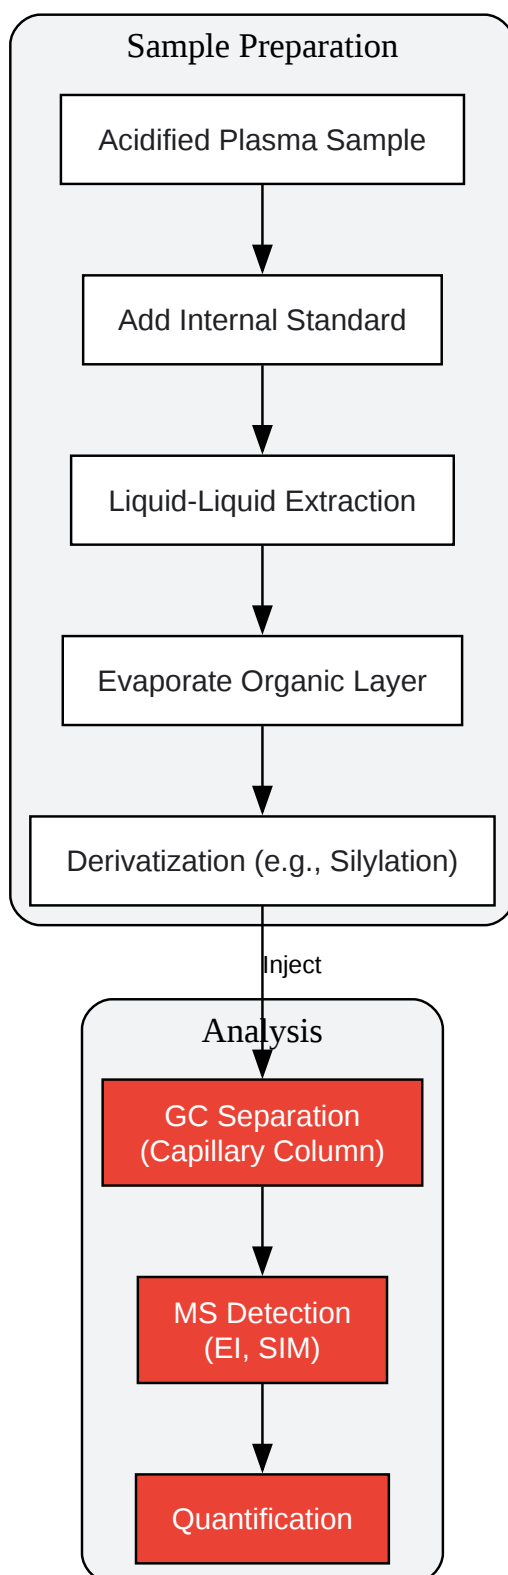 Sample Preparation
Acidified Plasma Sample
Add Internal Standard
Liquid-Liquid Extraction
Evaporate Organic Layer
Derivatization (e.g., Silylation)
Inject
Analysis
GC Separation
(Capillary Column)
MS Detection
(EI, SIM)
Quantification